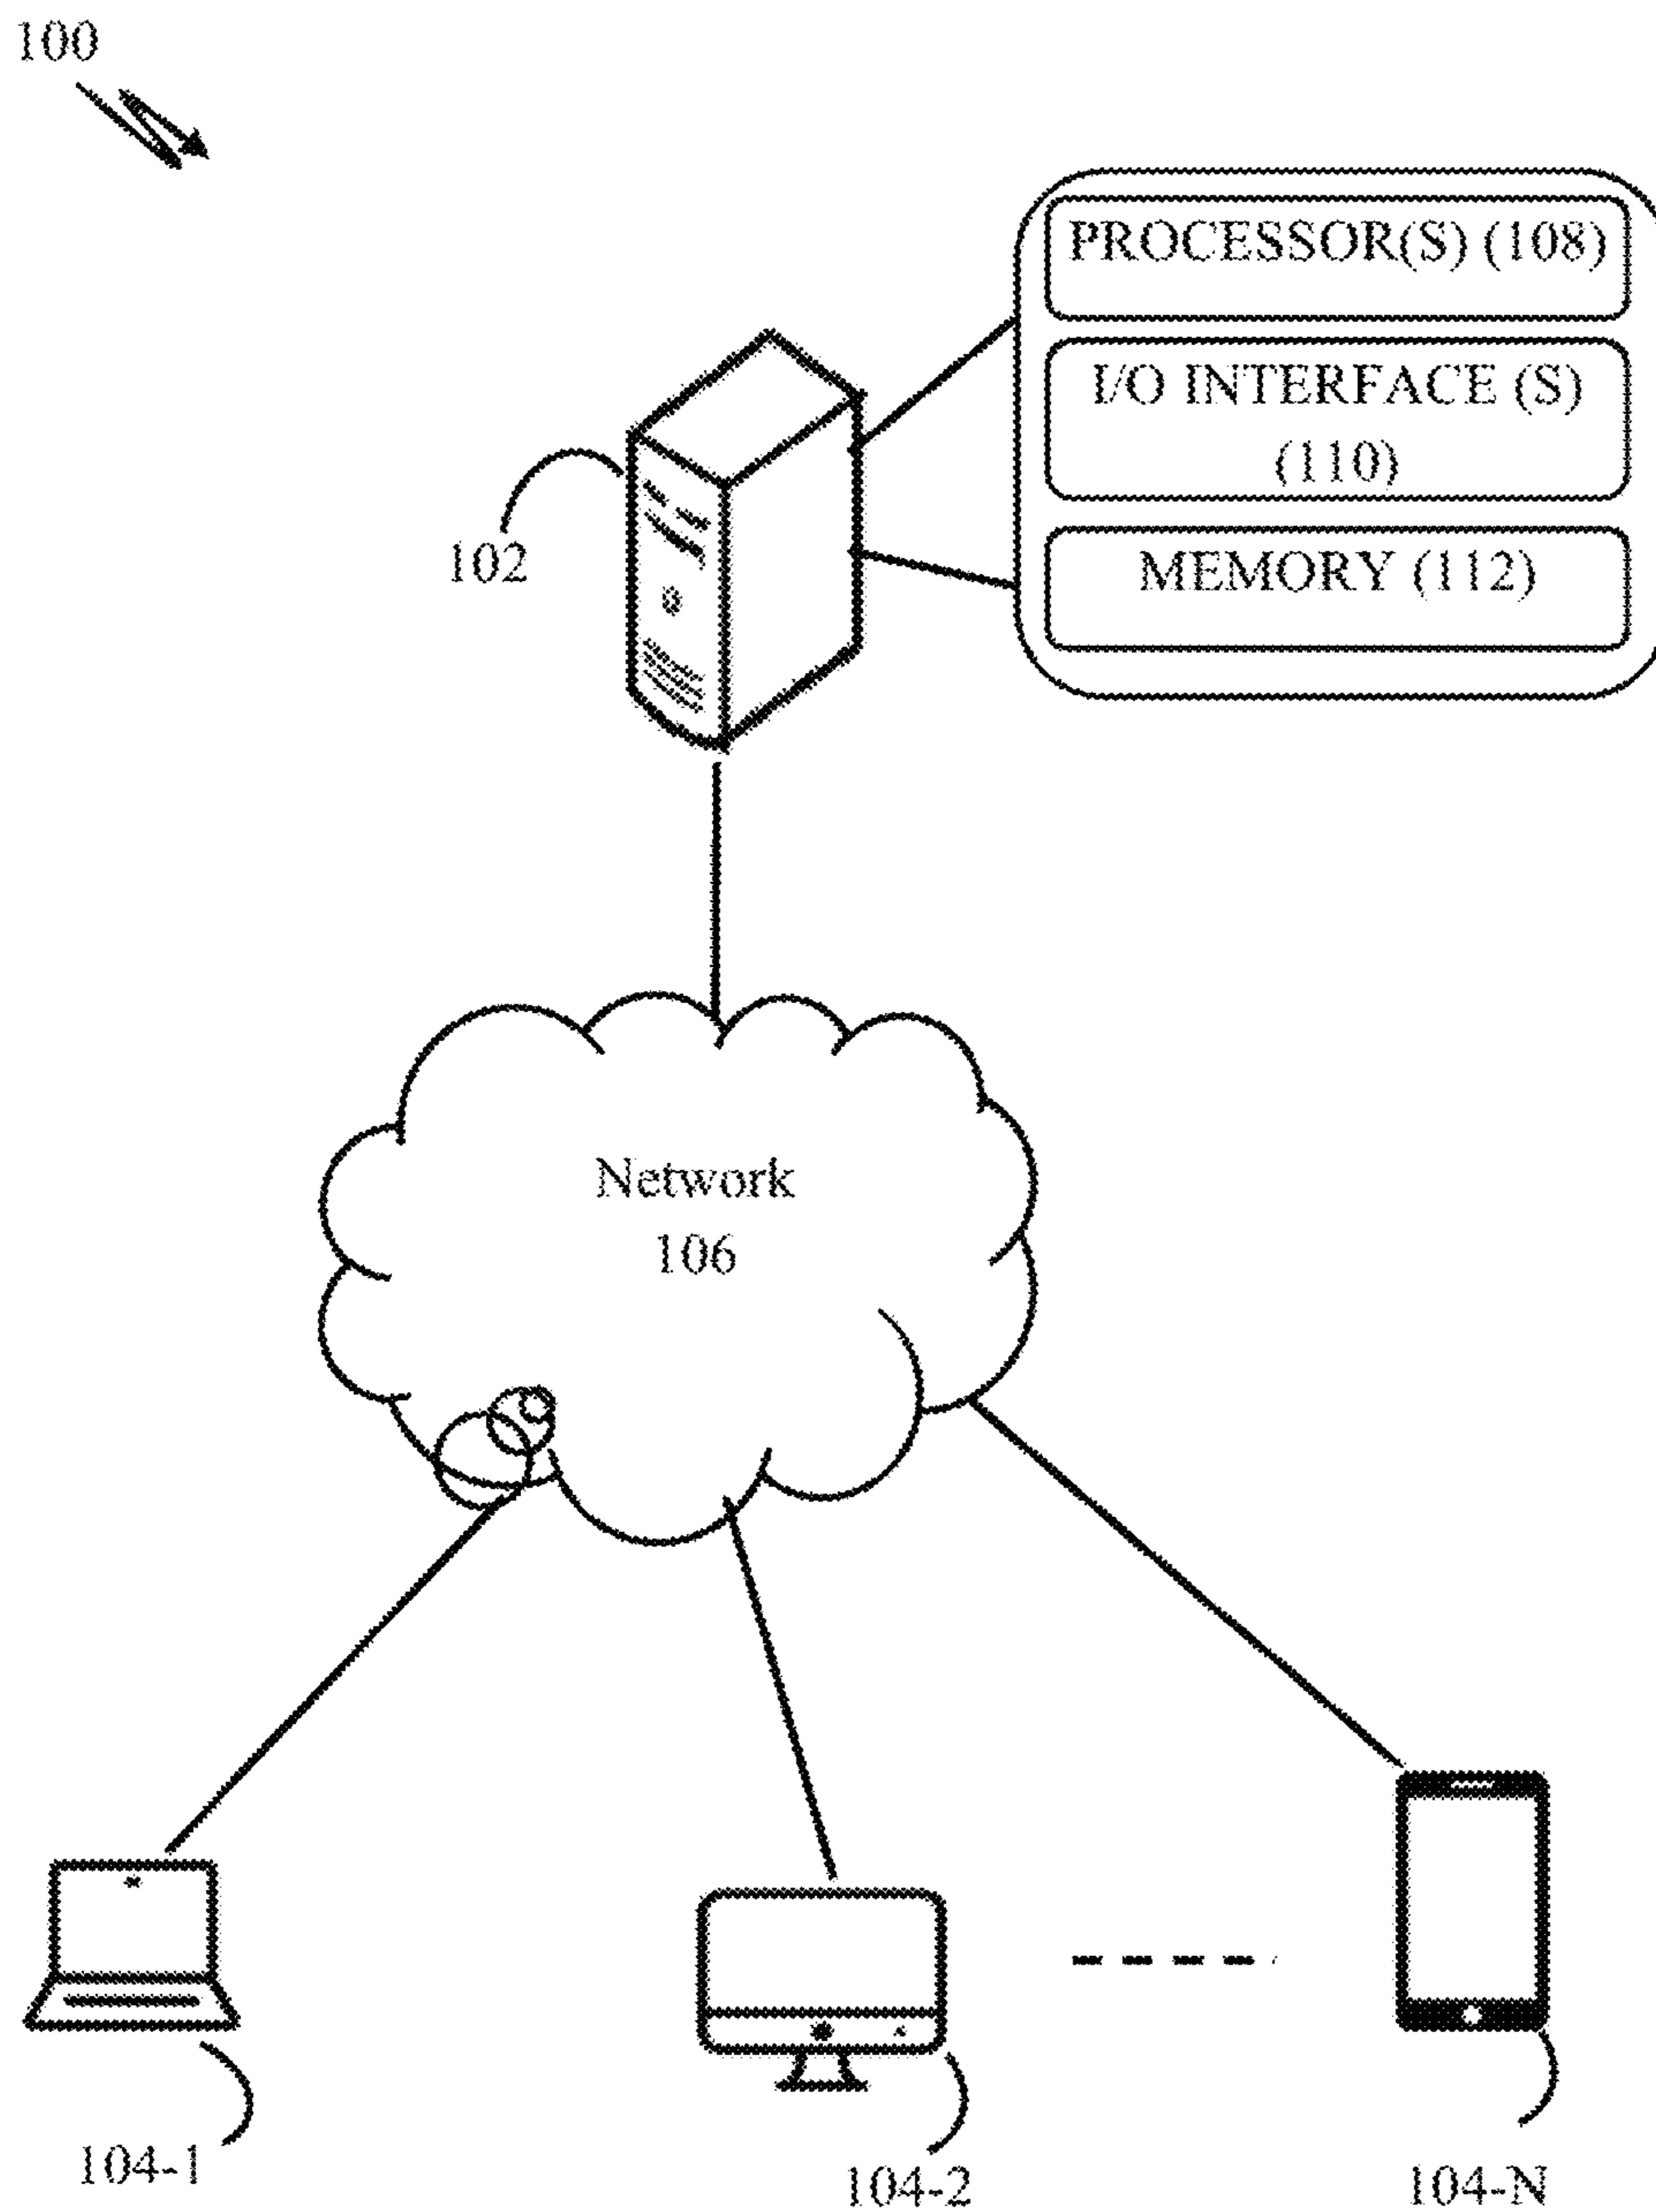 100
PROCESSOR(S) (108)
I/O INTERFACE (S)
(110)
MEMORY (112)
102
Network
106
104-1
104-2
104-N